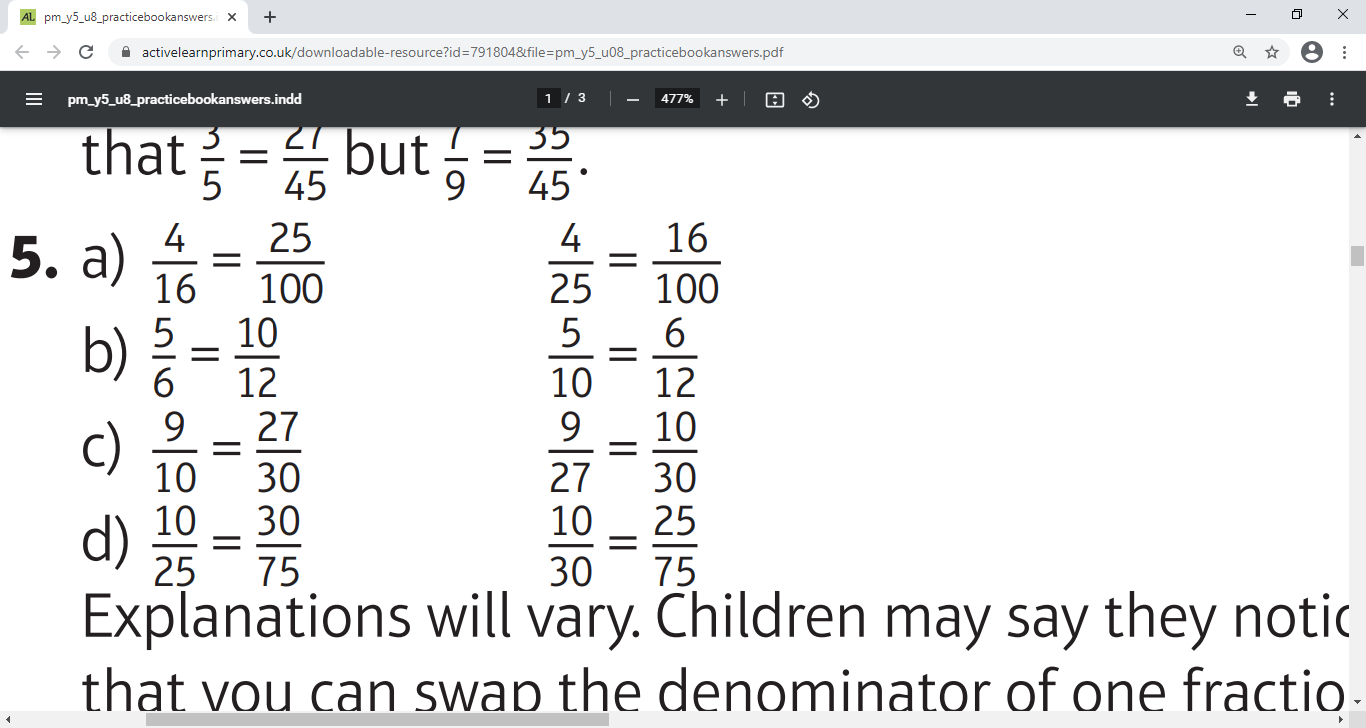 AL pm_y5_u8_practicebookanswers.i
activelearnprimary.co.uk/downloadable-resource?id=791804&file=pm_y5_u08_practicebookanswers.pdf
pm_y5_u8_practicebookanswers.indd 1 / 3 477%
that 3/5 = 27/45 but 7/9 = 35/45.
5. a) 4/16 = 25/100 4/25 = 16/100
b) 5/6 = 10/12 5/10 = 6/12
c) 9/10 = 27/30 9/27 = 10/30
d) 10/25 = 30/75 10/30 = 25/75
Explanations will vary. Children may say they notic
that you can swap the denominator of one fractio